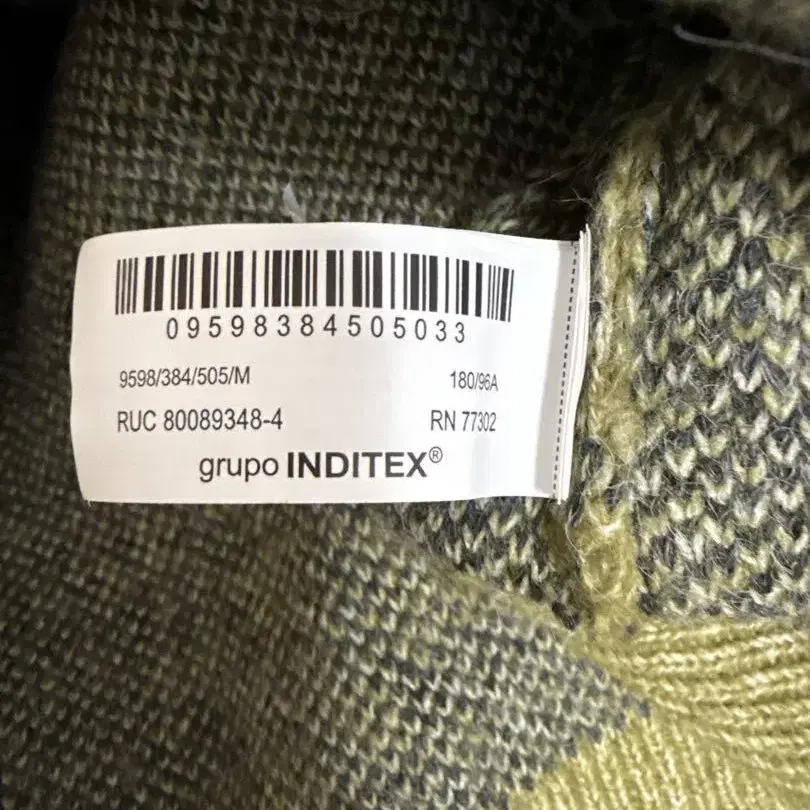 09598384505033
9598/384/505/M 180/96A
RUC 80089348-4 RN 77302
grupo INDITEX®